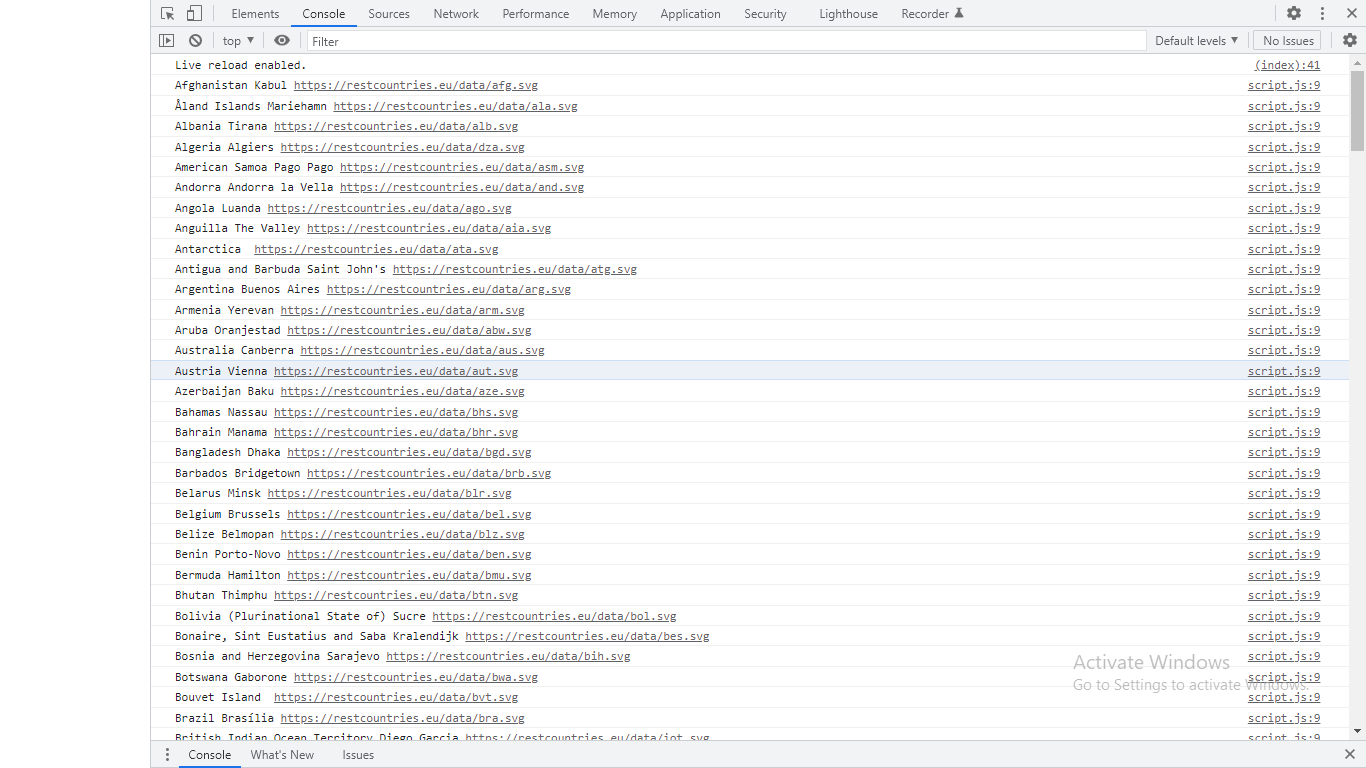 Elements Console Sources Network Performance Memory Application Security Lighthouse Recorder
top Filter Default levels No Issues
Live reload enabled. (index):41
Afghanistan Kabul https://restcountries.eu/data/afg.svg script.js:9
Åland Islands Mariehamn https://restcountries.eu/data/ala.svg script.js:9
Albania Tirana https://restcountries.eu/data/alb.svg script.js:9
Algeria Algiers https://restcountries.eu/data/dza.svg script.js:9
American Samoa Pago Pago https://restcountries.eu/data/asm.svg script.js:9
Andorra Andorra la Vella https://restcountries.eu/data/and.svg script.js:9
Angola Luanda https://restcountries.eu/data/ago.svg script.js:9
Anguilla The Valley https://restcountries.eu/data/aia.svg script.js:9
Antarctica https://restcountries.eu/data/ata.svg script.js:9
Antigua and Barbuda Saint John's https://restcountries.eu/data/atg.svg script.js:9
Argentina Buenos Aires https://restcountries.eu/data/arg.svg script.js:9
Armenia Yerevan https://restcountries.eu/data/arm.svg script.js:9
Aruba Oranjestad https://restcountries.eu/data/abw.svg script.js:9
Australia Canberra https://restcountries.eu/data/aus.svg script.js:9
Austria Vienna https://restcountries.eu/data/aut.svg script.js:9
Azerbaijan Baku https://restcountries.eu/data/aze.svg script.js:9
Bahamas Nassau https://restcountries.eu/data/bhs.svg script.js:9
Bahrain Manama https://restcountries.eu/data/bhr.svg script.js:9
Bangladesh Dhaka https://restcountries.eu/data/bgd.svg script.js:9
Barbados Bridgetown https://restcountries.eu/data/brb.svg script.js:9
Belarus Minsk https://restcountries.eu/data/blr.svg script.js:9
Belgium Brussels https://restcountries.eu/data/bel.svg script.js:9
Belize Belmopan https://restcountries.eu/data/blz.svg script.js:9
Benin Porto-Novo https://restcountries.eu/data/ben.svg script.js:9
Bermuda Hamilton https://restcountries.eu/data/bmu.svg script.js:9
Bhutan Thimphu https://restcountries.eu/data/btn.svg script.js:9
Bolivia (Plurinational State of) Sucre https://restcountries.eu/data/bol.svg script.js:9
Bonaire, Sint Eustatius and Saba Kralendijk https://restcountries.eu/data/bes.svg script.js:9
Bosnia and Herzegovina Sarajevo https://restcountries.eu/data/bih.svg script.js:9
Activate Windows
Botswana Gaborone https://restcountries.eu/data/bwa.svg script.js:9
Go to Settings to activate Windows.
Bouvet Island https://restcountries.eu/data/bvt.svg script.js:9
Brazil Brasília https://restcountries.eu/data/bra.svg script.js:9
British Indian Ocean Territory Diego Garcia https://restcountries.eu/data/iot.svg script.js:9
Console What's New Issues